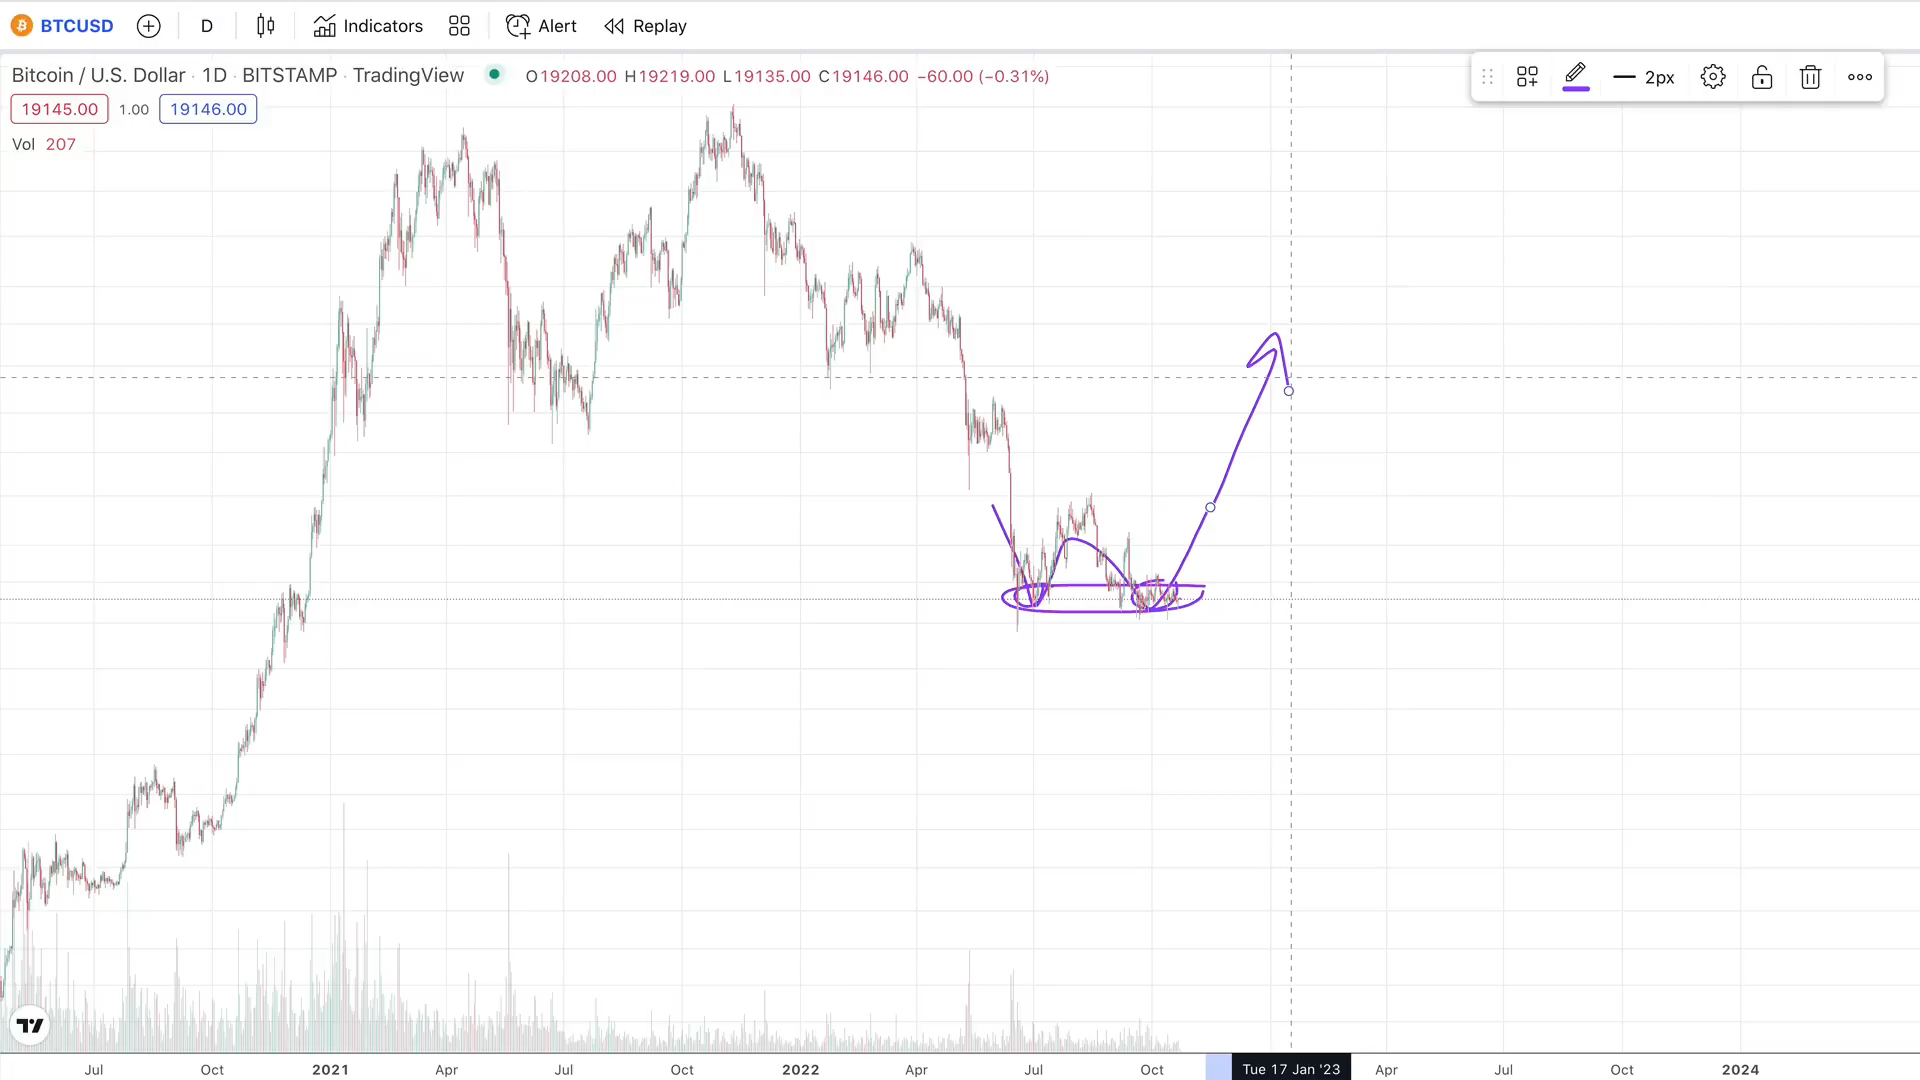 BTCUSD D Indicators Alert Replay
Bitcoin / U.S. Dollar · 1D · BITSTAMP · TradingView O19208.00 H19219.00 L19135.00 C19146.00 −60.00 (−0.31%)
2px
19145.00 1.00 19146.00
Vol 207
Jul Oct 2021 Apr Jul Oct 2022 Apr Jul Oct Tue 17 Jan '23 Apr Jul Oct 2024